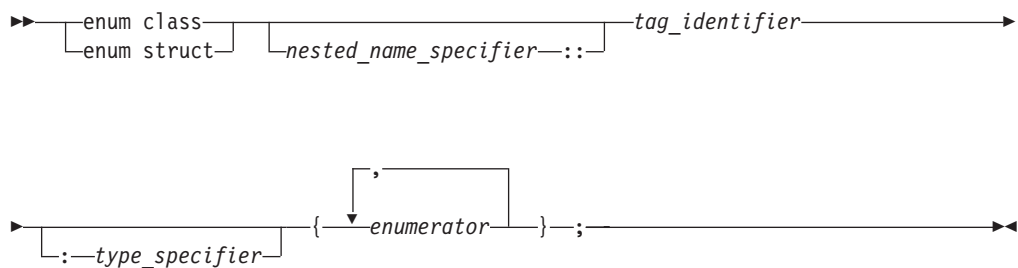 enum class tag_identifier
enum struct nested_name_specifier ::
,
{ enumerator } ;
: type_specifier